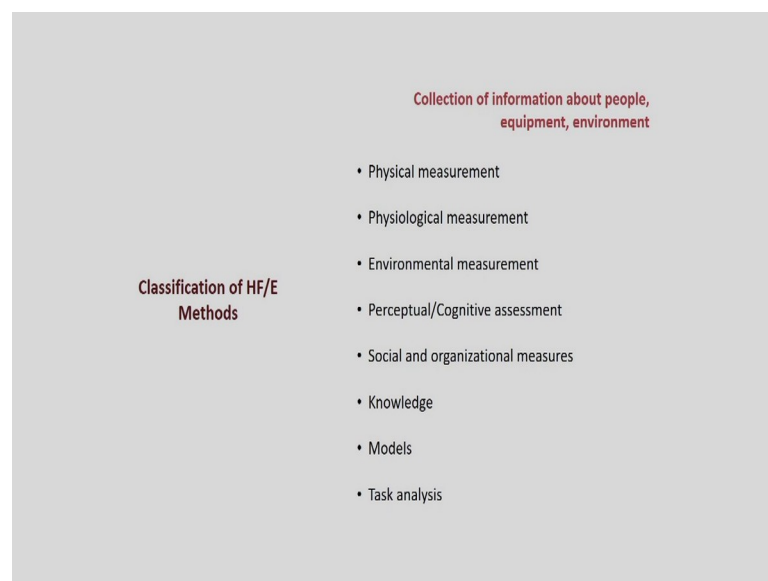 Collection of information about people,
equipment, environment
• Physical measurement
• Physiological measurement
• Environmental measurement
Classification of HF/E
Methods
• Perceptual/Cognitive assessment
• Social and organizational measures
• Knowledge
• Models
• Task analysis